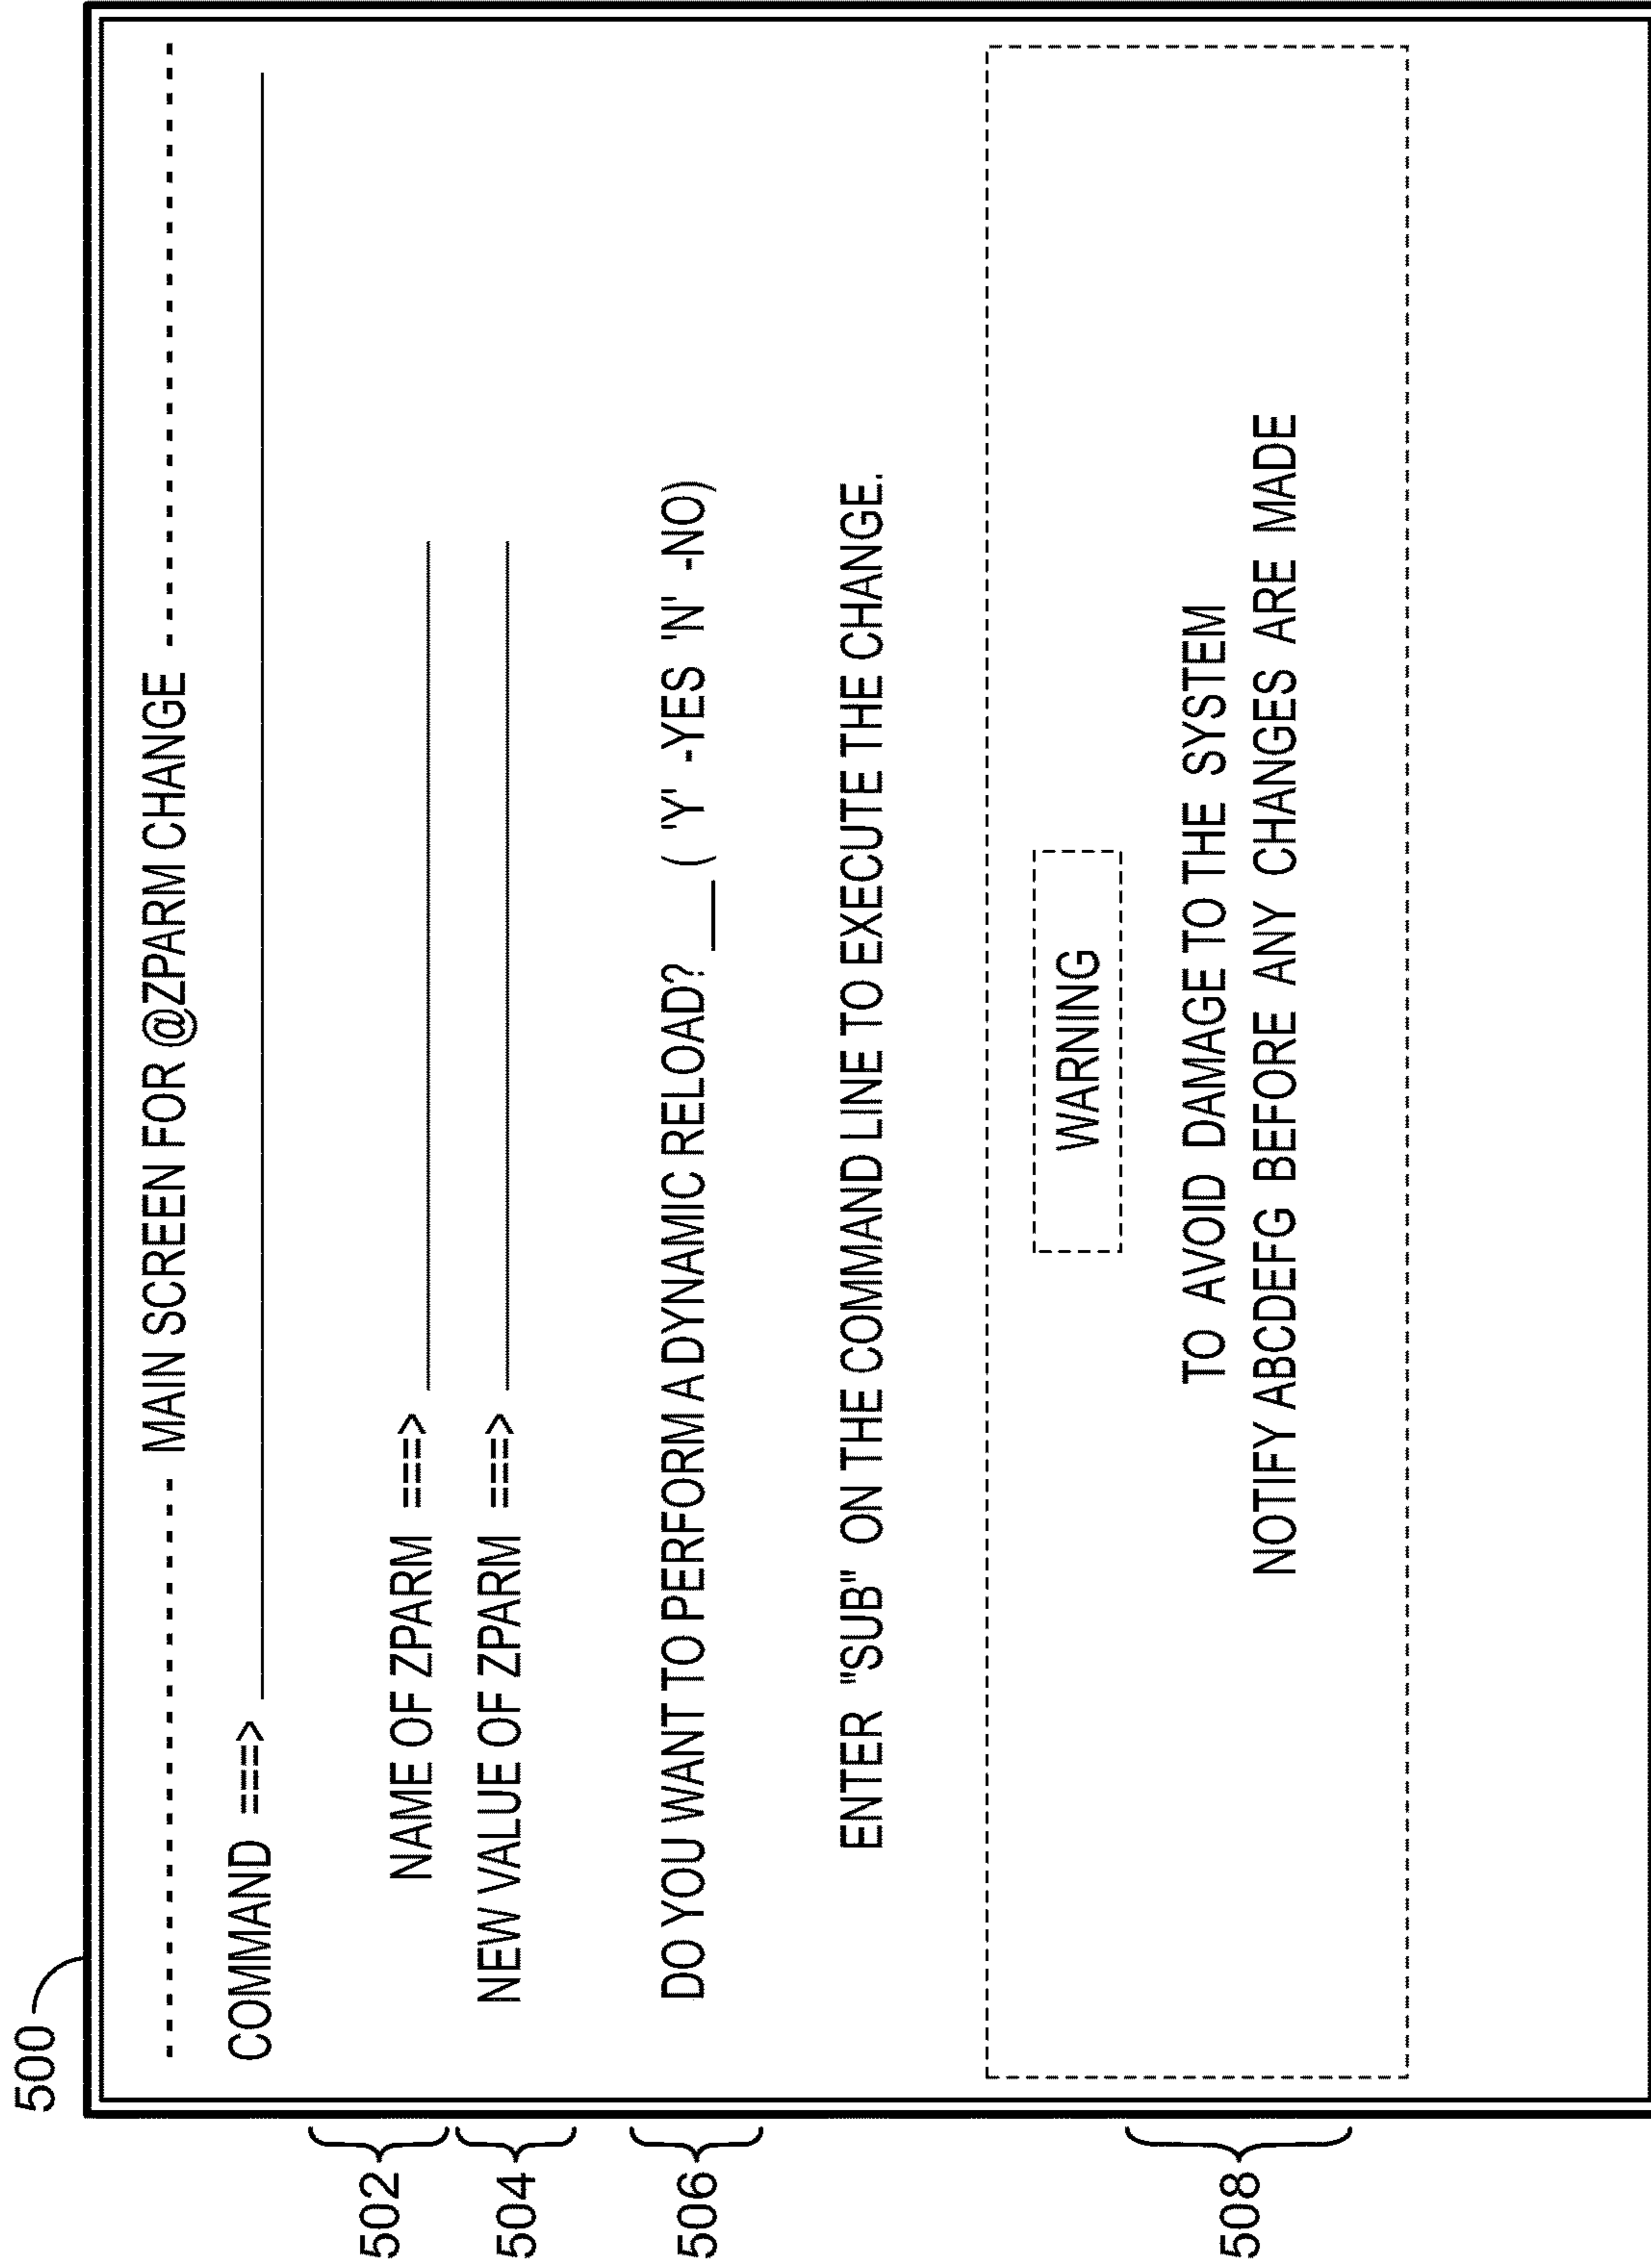 500
- - - - - - - - - - - - - - - - - MAIN SCREEN FOR @ZPARM CHANGE - - - - - - - - - - - - - - - - - - - - - - - -
COMMAND ===>
502
NAME OF ZPARM ===>
504
NEW VALUE OF ZPARM ===>
506
DO YOU WANT TO PERFORM A DYNAMIC RELOAD? __ ( 'Y' -YES 'N' -NO)
ENTER "SUB" ON THE COMMAND LINE TO EXECUTE THE CHANGE.
WARNING
508
TO AVOID DAMAGE TO THE SYSTEM
NOTIFY ABCDEFG BEFORE ANY CHANGES ARE MADE